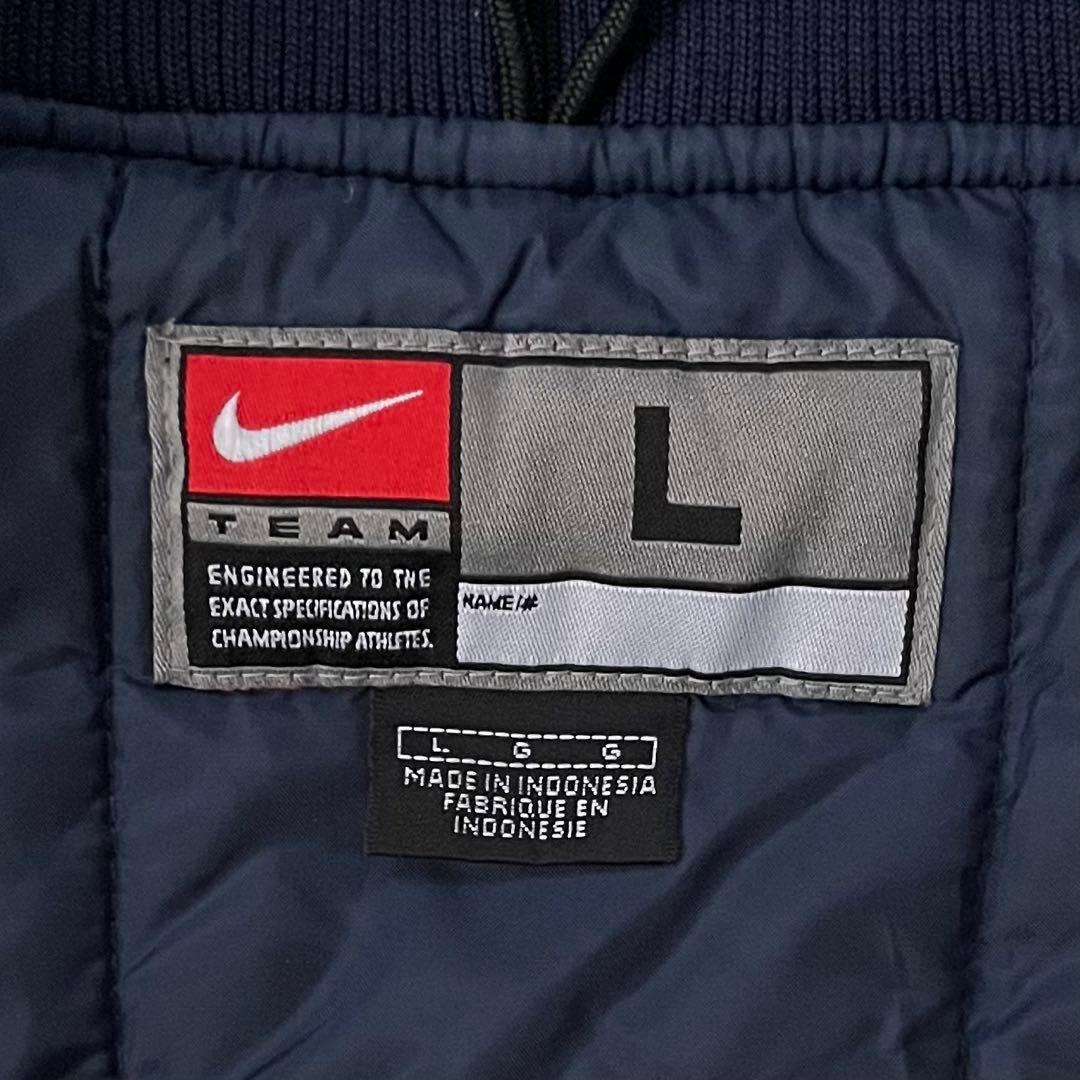 TEAM
ENGINEERED TO THE
EXACT SPECIFICATIONS OF
CHAMPIONSHIP ATHLETES.
L
NAME/#
L G G
MADE IN INDONESIA
FABRIQUE EN
INDONESIE